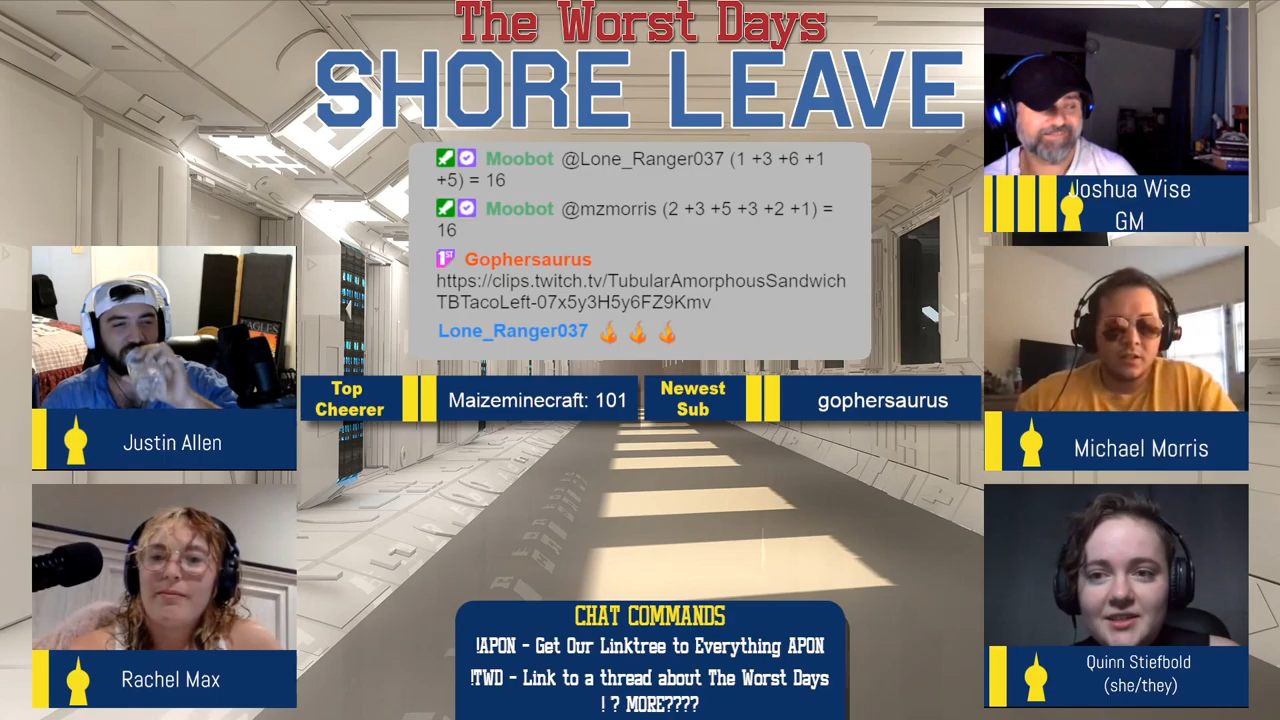 The Worst Days
SHORE LEAVE
Moobot @Lone_Ranger037 (1 +3 +6 +1
+5) = 16
Moobot @mzmorris (2 +3 +5 +3 +2 +1) =
16
1ST Gophersaurus
https://clips.twitch.tv/TubularAmorphousSandwich
TBTacoLeft-07x5y3H5y6FZ9Kmv
Lone_Ranger037
Top
Cheerer
Maizeminecraft: 101
Newest
Sub
gophersaurus
Joshua Wise
GM
EAGLES
Justin Allen
Michael Morris
Rachel Max
Quinn Stiefbold
(she/they)
CHAT COMMANDS
!APON - Get Our Linktree to Everything APON
!TWD - Link to a thread about The Worst Days
! ? MORE????